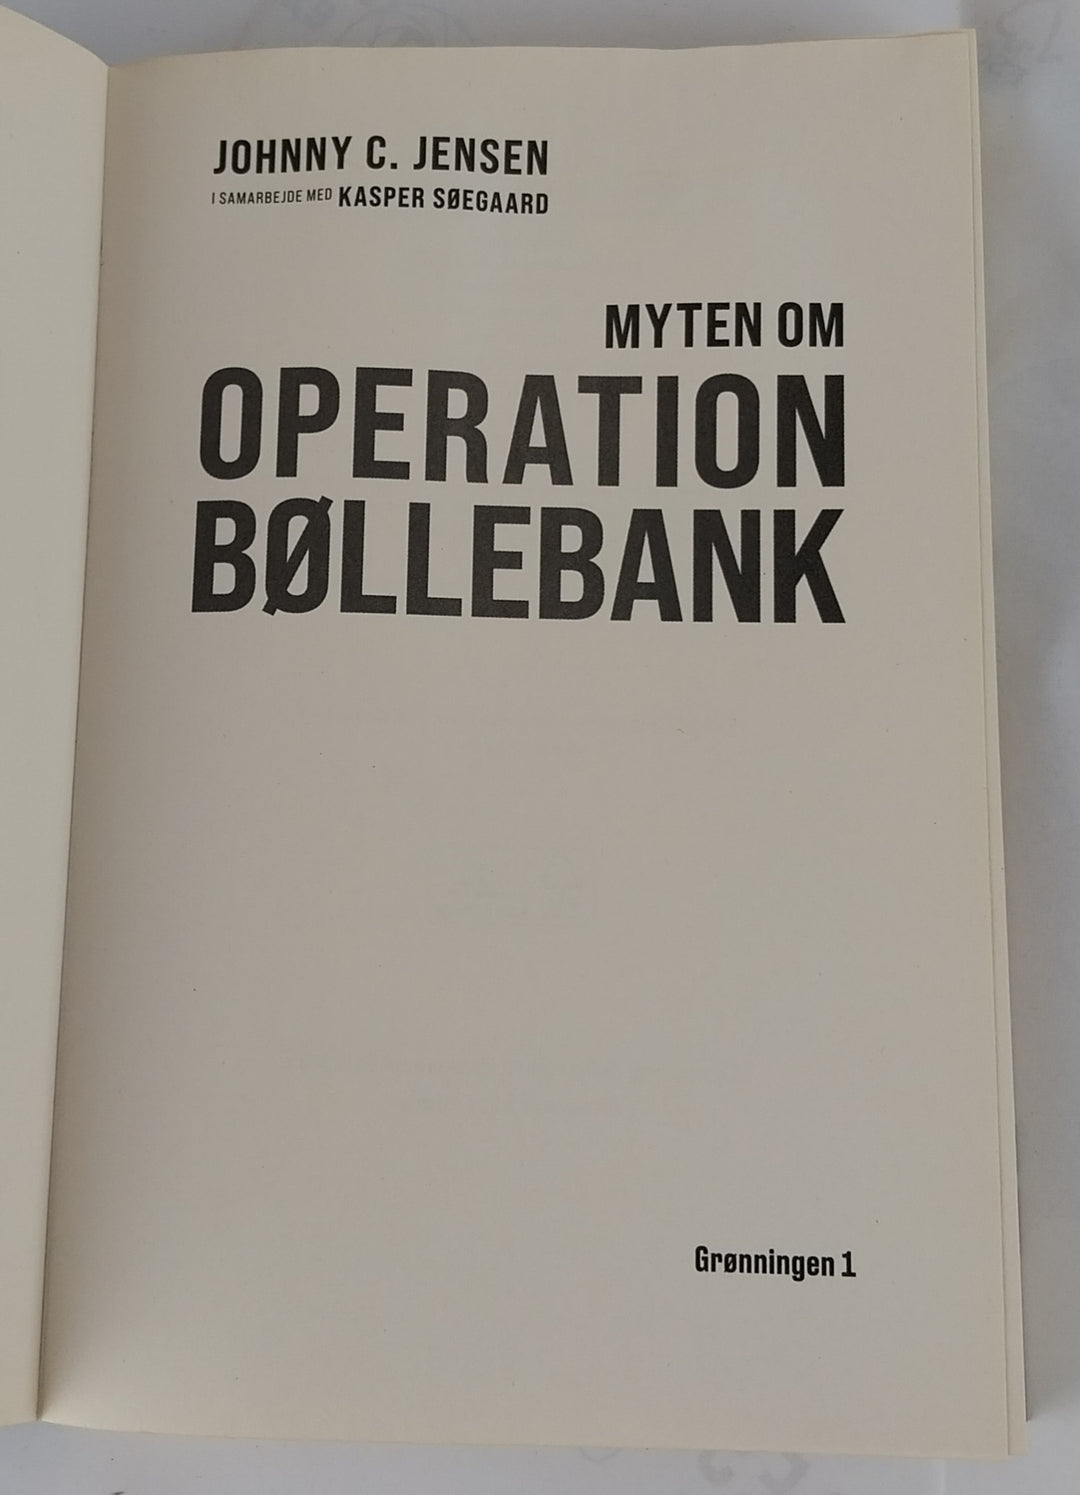 JOHNNY C. JENSEN
I SAMARBEJDE MED KASPER SØEGAARD
MYTEN OM
OPERATION
BØLLEBANK
Grønningen 1